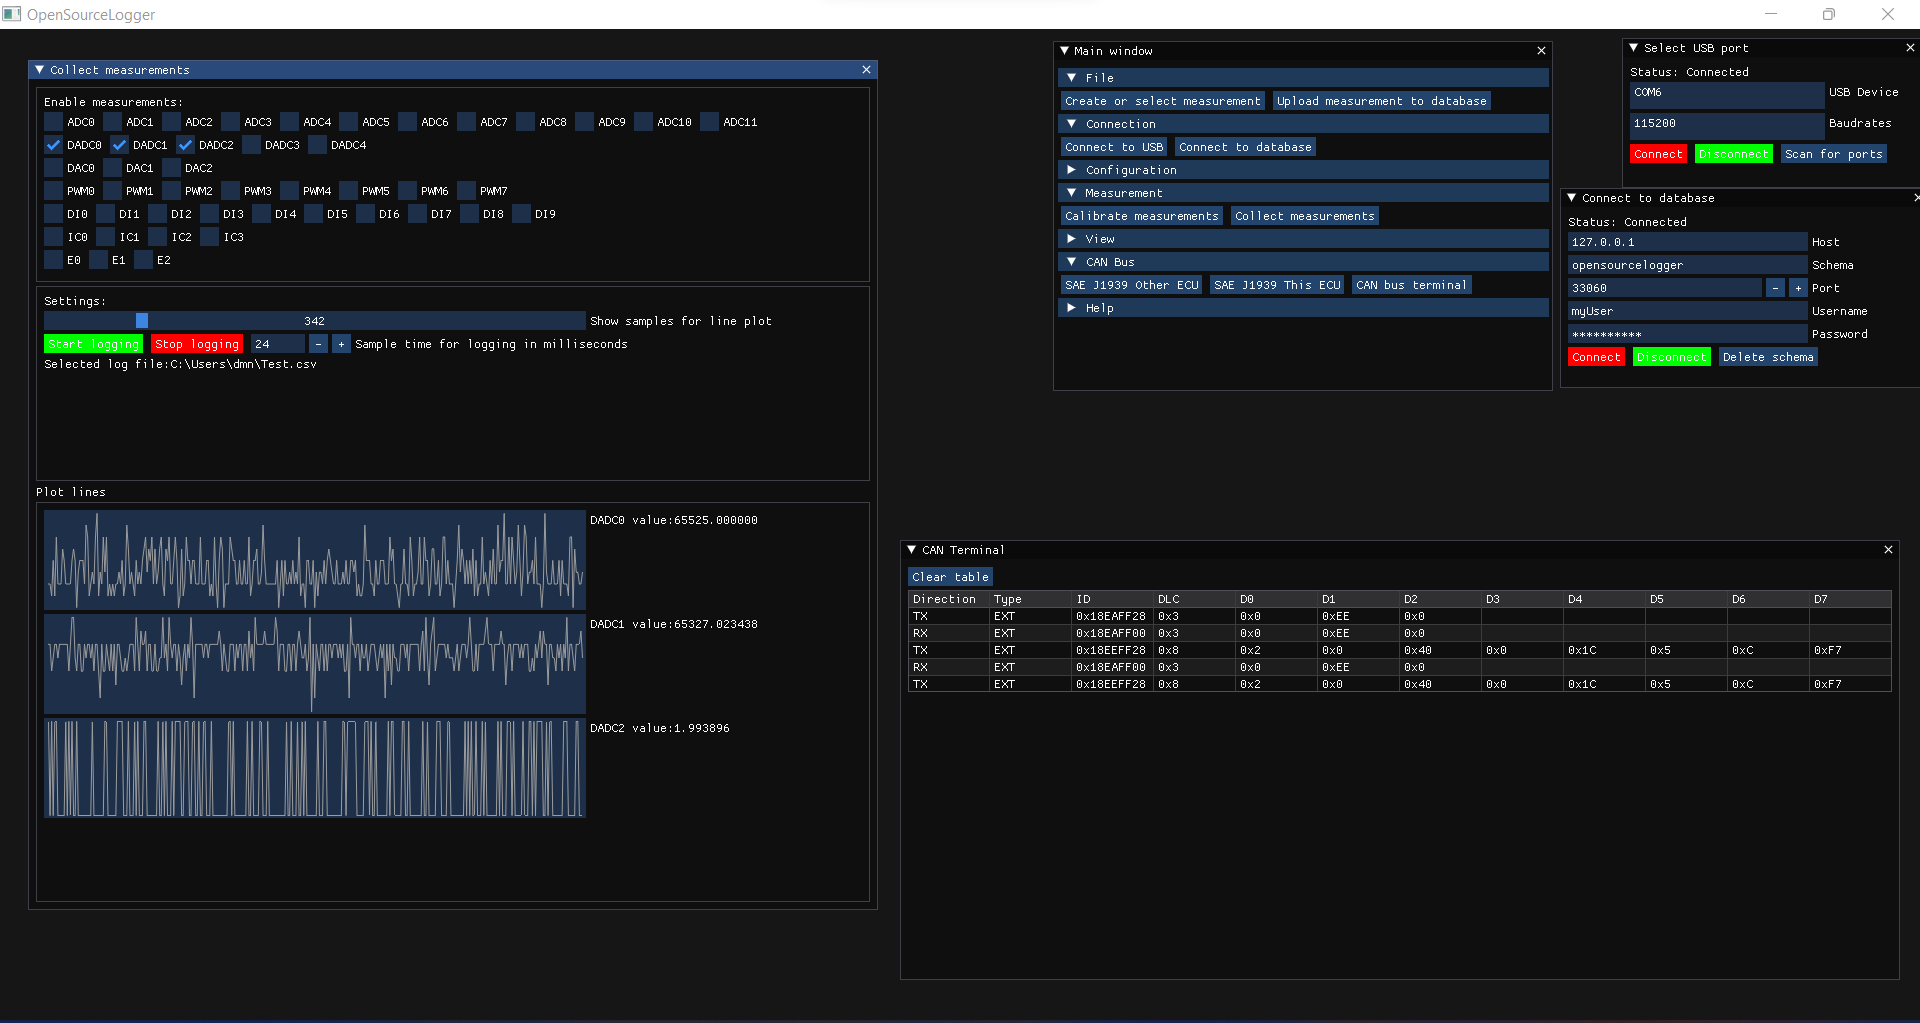 OpenSourceLogger
Collect measurements
Enable measurements:
ADC0 ADC1 ADC2 ADC3 ADC4 ADC5 ADC6 ADC7 ADC8 ADC9 ADC10 ADC11
DADC0 DADC1 DADC2 DADC3 DADC4
DAC0 DAC1 DAC2
PWM0 PWM1 PWM2 PWM3 PWM4 PWM5 PWM6 PWM7
DI0 DI1 DI2 DI3 DI4 DI5 DI6 DI7 DI8 DI9
IC0 IC1 IC2 IC3
E0 E1 E2
Settings:
342 Show samples for line plot
Start logging Stop logging 24 - + Sample time for logging in milliseconds
Selected log file:C:\Users\dmn\Test.csv
Plot lines
DADC0 value:65525.000000
DADC1 value:65327.023438
DADC2 value:1.993896
Main window
File
Create or select measurement Upload measurement to database
Connection
Connect to USB Connect to database
Configuration
Measurement
Calibrate measurements Collect measurements
View
CAN Bus
SAE J1939 Other ECU SAE J1939 This ECU CAN bus terminal
Help
Select USB port
Status: Connected
COM6 USB Device
115200 Baudrates
Connect Disconnect Scan for ports
Connect to database
Status: Connected
127.0.0.1 Host
opensourcelogger Schema
33060 - + Port
myUser Username
********** Password
Connect Disconnect Delete schema
CAN Terminal
Clear table
Direction Type ID DLC D0 D1 D2 D3 D4 D5 D6 D7
TX EXT 0x18EAFF28 0x3 0x0 0xEE 0x0
RX EXT 0x18EAFF00 0x3 0x0 0xEE 0x0
TX EXT 0x18EEFF28 0x8 0x2 0x0 0x40 0x0 0x1C 0x5 0xC 0xF7
RX EXT 0x18EAFF00 0x3 0x0 0xEE 0x0
TX EXT 0x18EEFF28 0x8 0x2 0x0 0x40 0x0 0x1C 0x5 0xC 0xF7